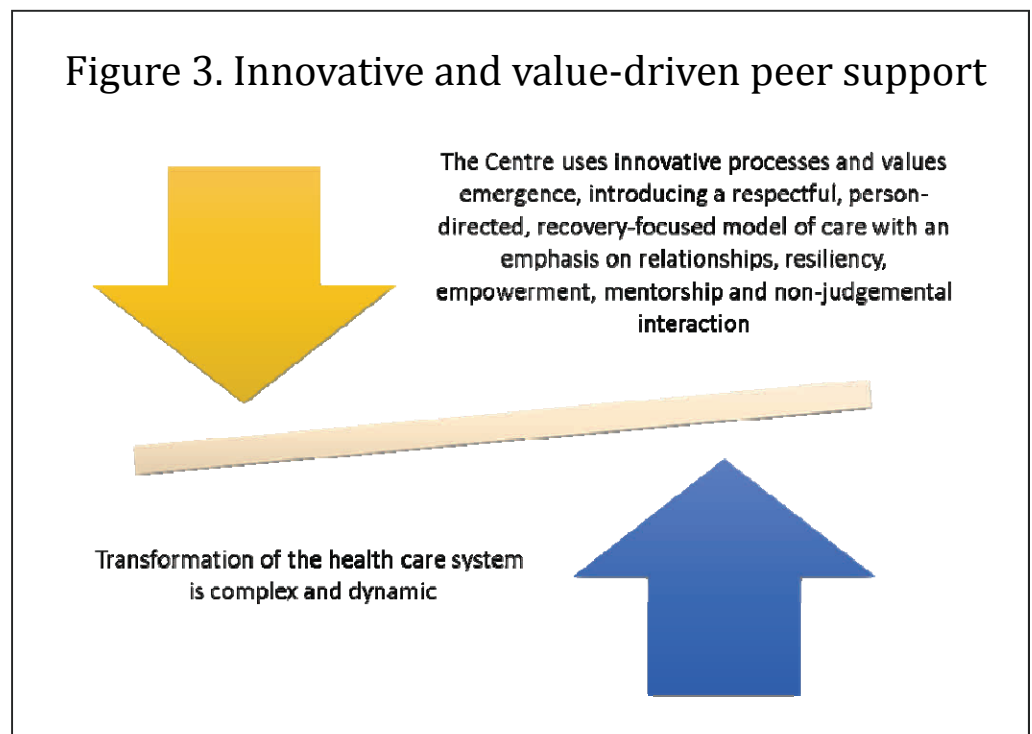 Figure 3. Innovative and value-driven peer support
The Centre uses innovative processes and values
emergence, introducing a respectful, person-
directed, recovery-focused model of care with an
emphasis on relationships, resiliency,
empowerment, mentorship and non-judgemental
interaction
Transformation of the health care system
is complex and dynamic